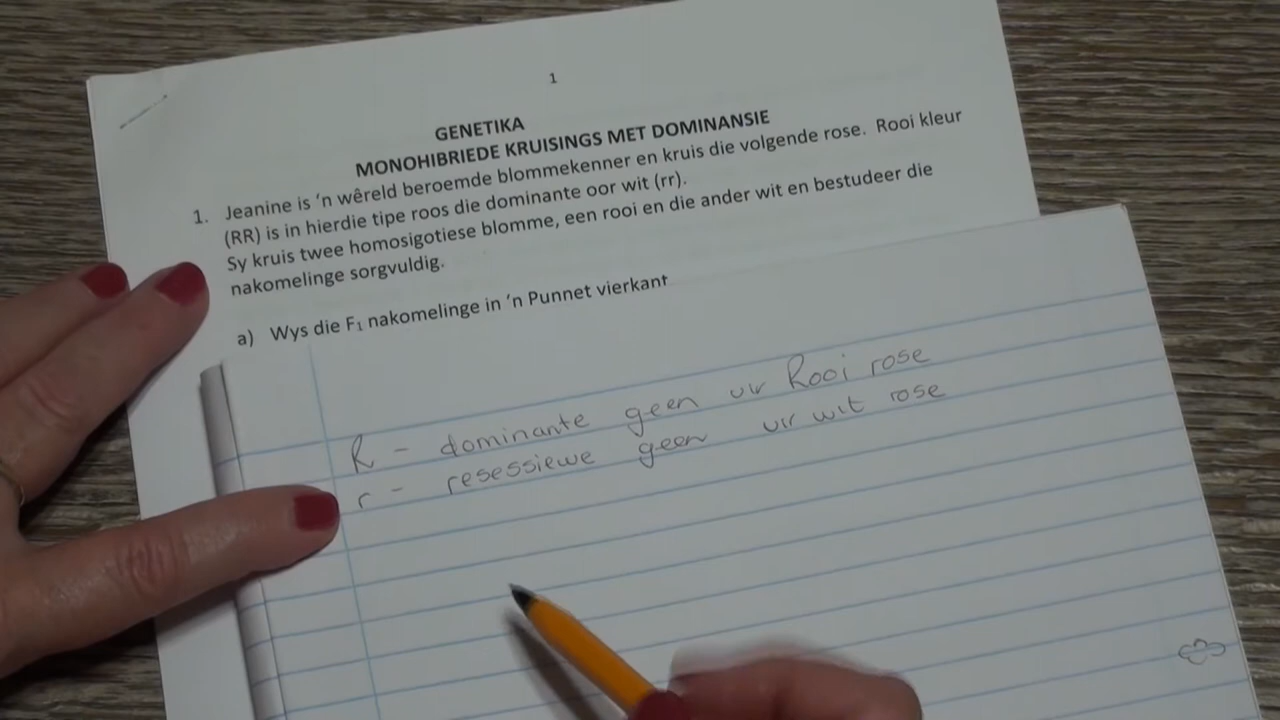 1
GENETIKA
MONOHIBRIEDE KRUISINGS MET DOMINANSIE
1. Jeanine is ‘n wêreld beroemde blommekenner en kruis die volgende rose. Rooi kleur
(RR) is in hierdie tipe roos die dominante oor wit (rr).
Sy kruis twee homosigotiese blomme, een rooi en die ander wit en bestudeer die
nakomelinge sorgvuldig.
a) Wys die F₁ nakomelinge in ‘n Punnet vierkant
R - dominante geen vir Rooi rose
r - resessiewe geen vir wit rose